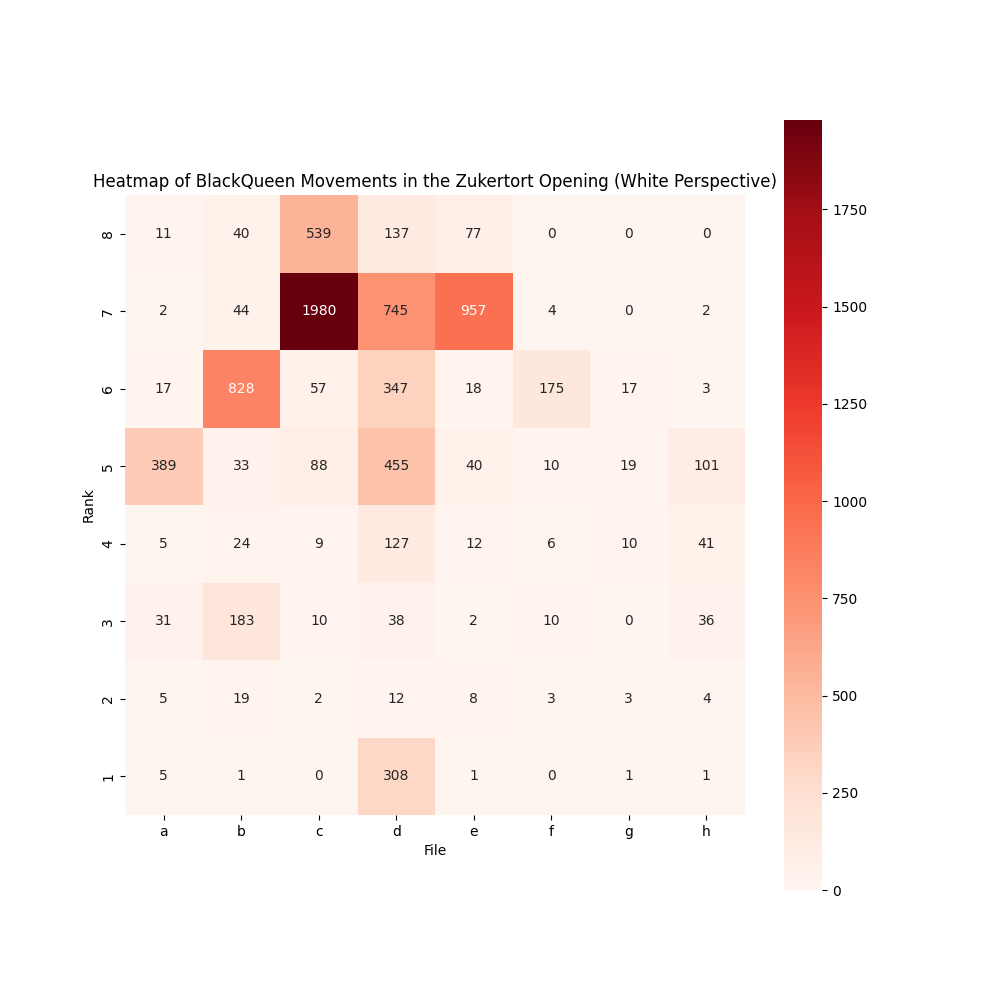 Heatmap of BlackQueen Movements in the Zukertort Opening (White Perspective)
1750
8 11 40 539 137 77 0 0 0
1500
7 2 44 1980 745 957 4 0 2
1250
6 17 828 57 347 18 175 17 3
1000
5 389 33 88 455 40 10 19 101
Rank
4 5 24 9 127 12 6 10 41
750
3 31 183 10 38 2 10 0 36
500
2 5 19 2 12 8 3 3 4
250
1 5 1 0 308 1 0 1 1
a b c d e f g h
File
0